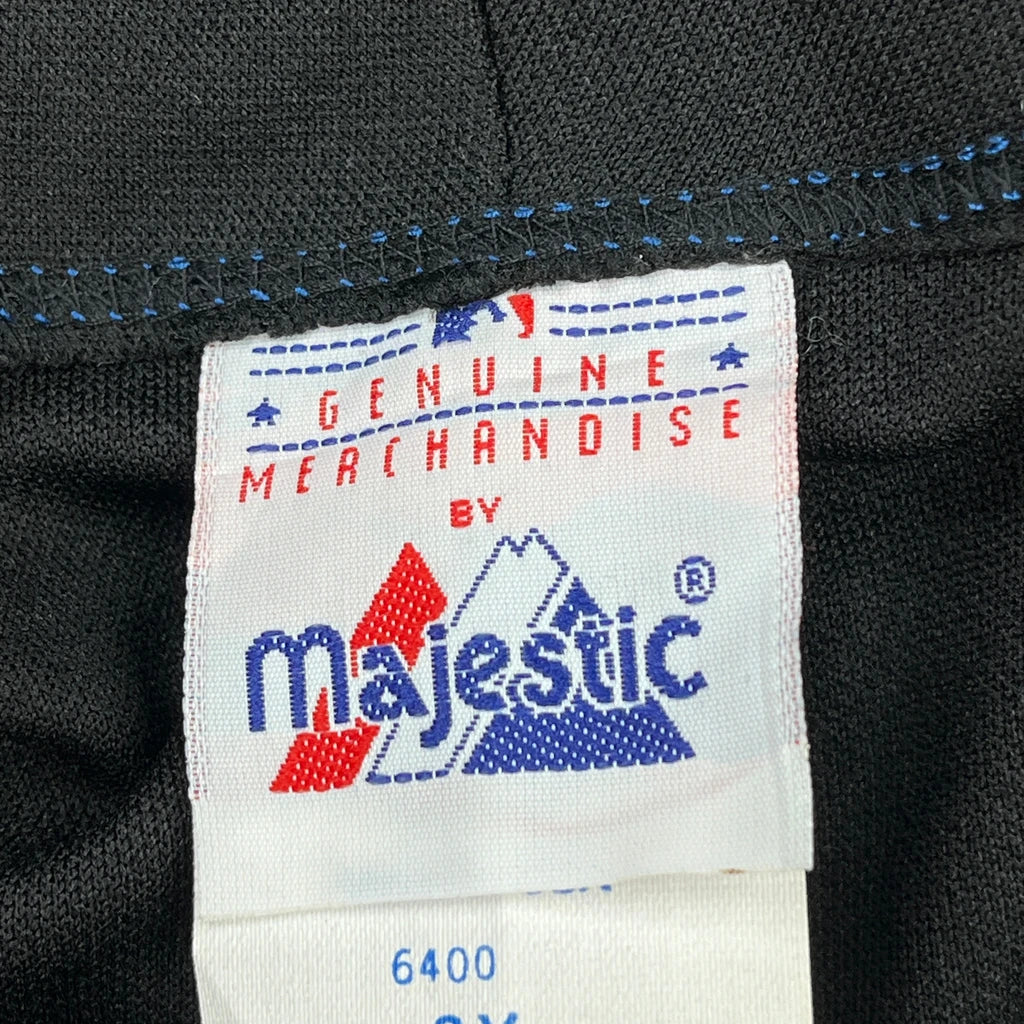 GENUINE
MERCHANDISE
BY
majestic®
6400